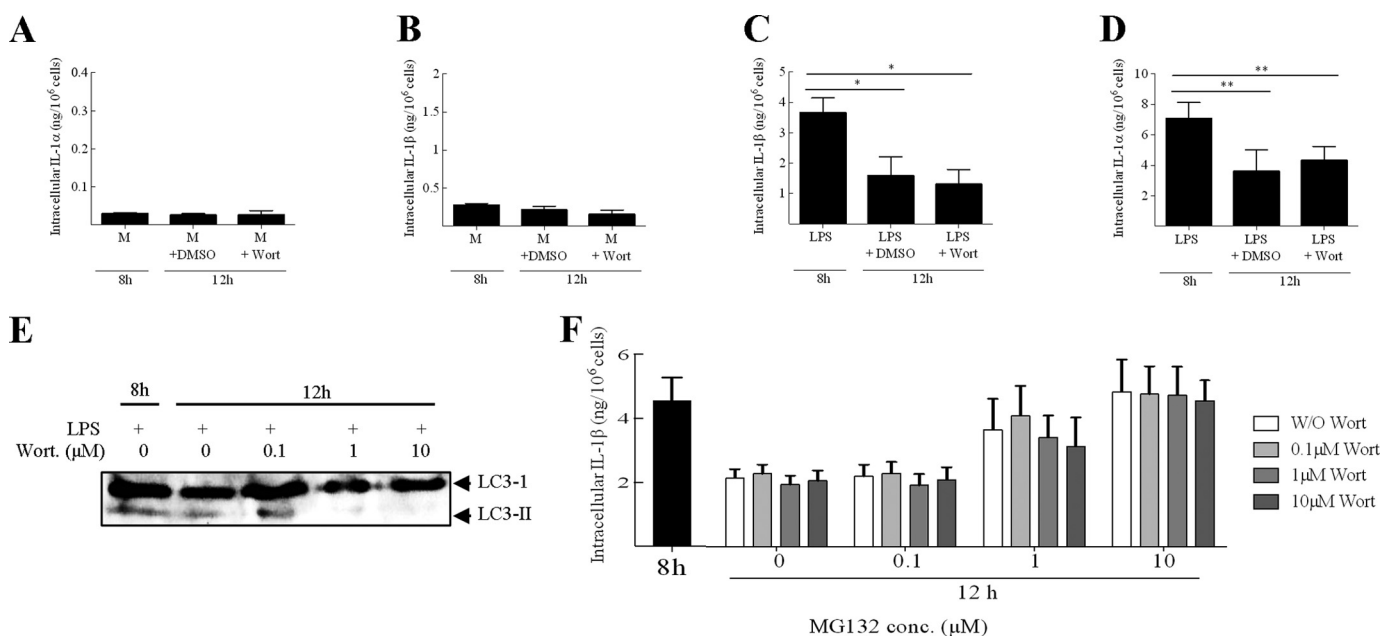 A
Intracellular IL-1α (ng/10⁶ cells)
0.4
0.3
0.2
0.1
M
M
+DMSO
M
+ Wort
8h
12h
B
Intracellular IL-1β (ng/10⁶ cells)
2
1.5
1
0.5
M
M
+DMSO
M
+ Wort
8h
12h
C
Intracellular IL-1β (ng/10⁶ cells)
5
4
3
2
1
*
*
LPS
LPS
+ DMSO
LPS
+ Wort
8h
12h
D
Intracellular IL-1α (ng/10⁶ cells)
10
8
6
4
2
**
**
LPS
LPS
+ DMSO
LPS
+ Wort
8h
12h
E
8h 12h
LPS + + + + +
Wort. (μM) 0 0 0.1 1 10
LC3-1
LC3-II
F
Intracellular IL-1β (ng/10⁶ cells)
6
4
2
8h
0 0.1 1 10
12 h
MG132 conc. (μM)
W/O Wort
0.1μM Wort
1μM Wort
10μM Wort